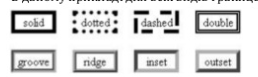 solid dotted dashed double
groove ridge inset outset